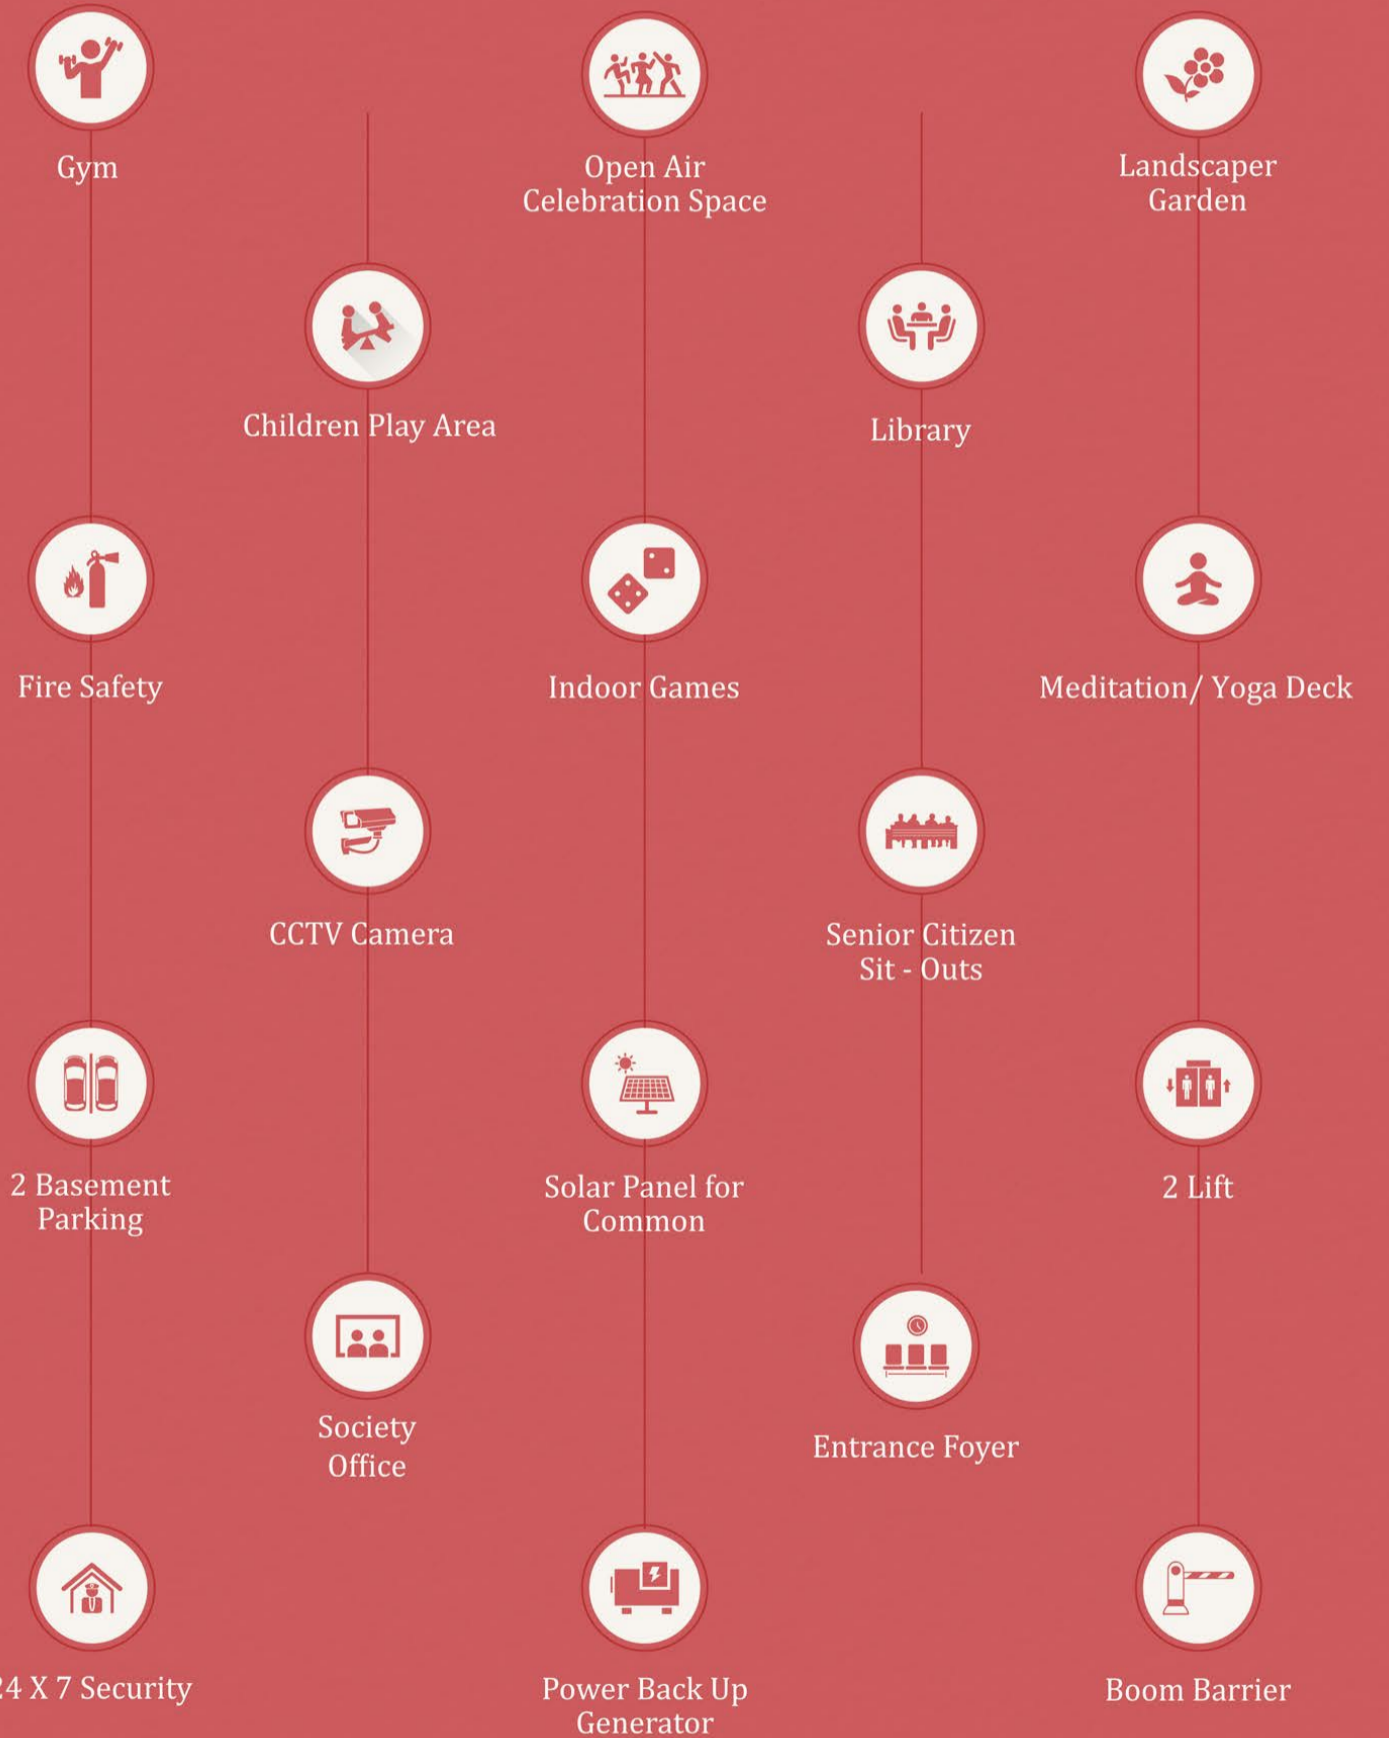 Gym
Open Air
Celebration Space
Landscaper
Garden
Children Play Area
Library
Fire Safety
Indoor Games
Meditation/ Yoga Deck
CCTV Camera
Senior Citizen
Sit - Outs
2 Basement
Parking
Solar Panel for
Common
2 Lift
Society
Office
Entrance Foyer
24 X 7 Security
Power Back Up
Generator
Boom Barrier